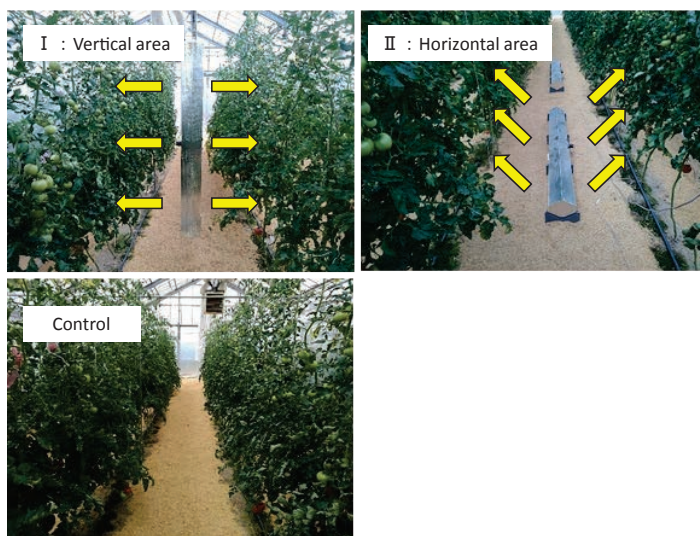 Ⅰ : Vertical area
Ⅱ : Horizontal area
Control